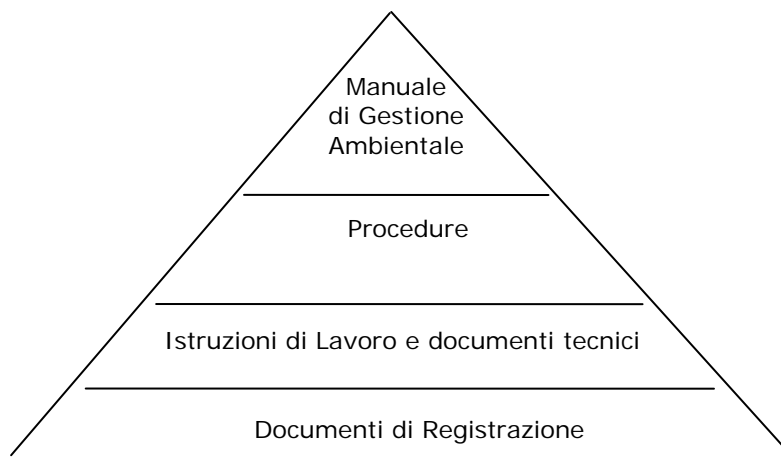 Manuale
di Gestione
Ambientale
Procedure
Istruzioni di Lavoro e documenti tecnici
Documenti di Registrazione